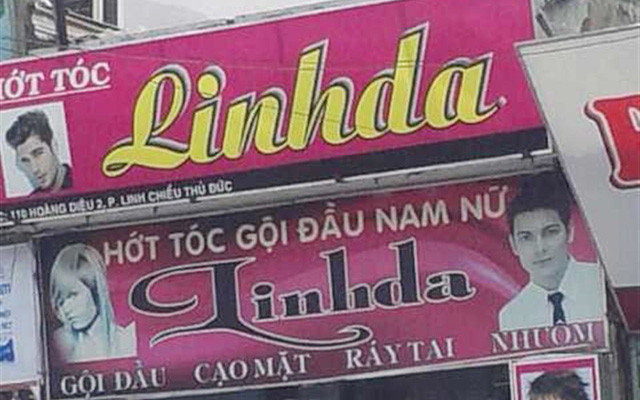 HỚT TÓC
Linhda
110 HOÀNG DIỆU 2, P. LINH CHIỂU THỦ ĐỨC
HỚT TÓC GỘI ĐẦU NAM NỮ
Linhda
GỘI ĐẦU CẠO MẶT RÁY TAI NHUỘM